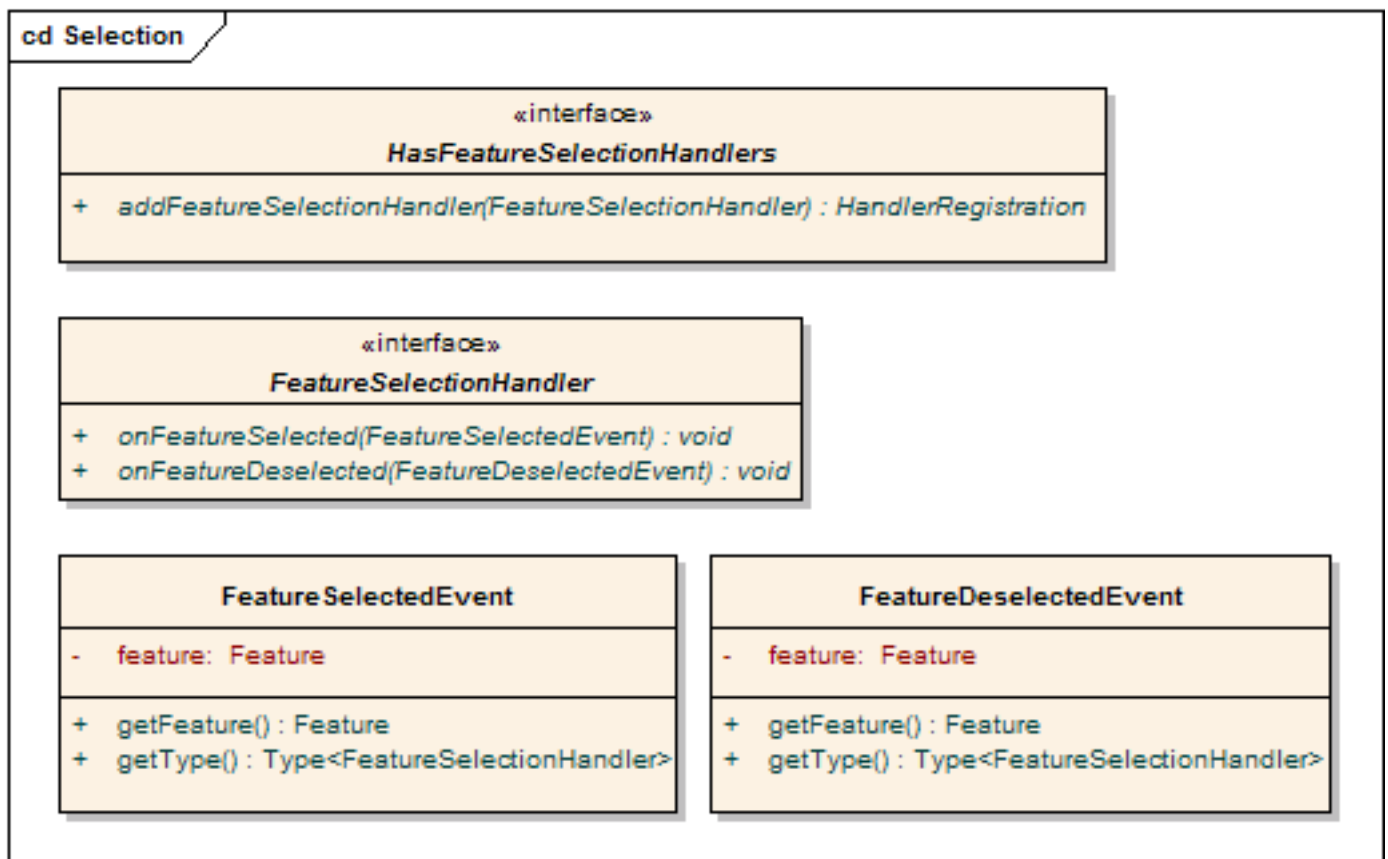 cd Selection
«interface»
HasFeatureSelectionHandlers
+ addFeatureSelectionHandler(FeatureSelectionHandler) : HandlerRegistration
«interface»
FeatureSelectionHandler
+ onFeatureSelected(FeatureSelectedEvent) : void
+ onFeatureDeselected(FeatureDeselectedEvent) : void
FeatureSelectedEvent
- feature: Feature
+ getFeature() : Feature
+ getType() : Type<FeatureSelectionHandler>
FeatureDeselectedEvent
- feature: Feature
+ getFeature() : Feature
+ getType() : Type<FeatureSelectionHandler>